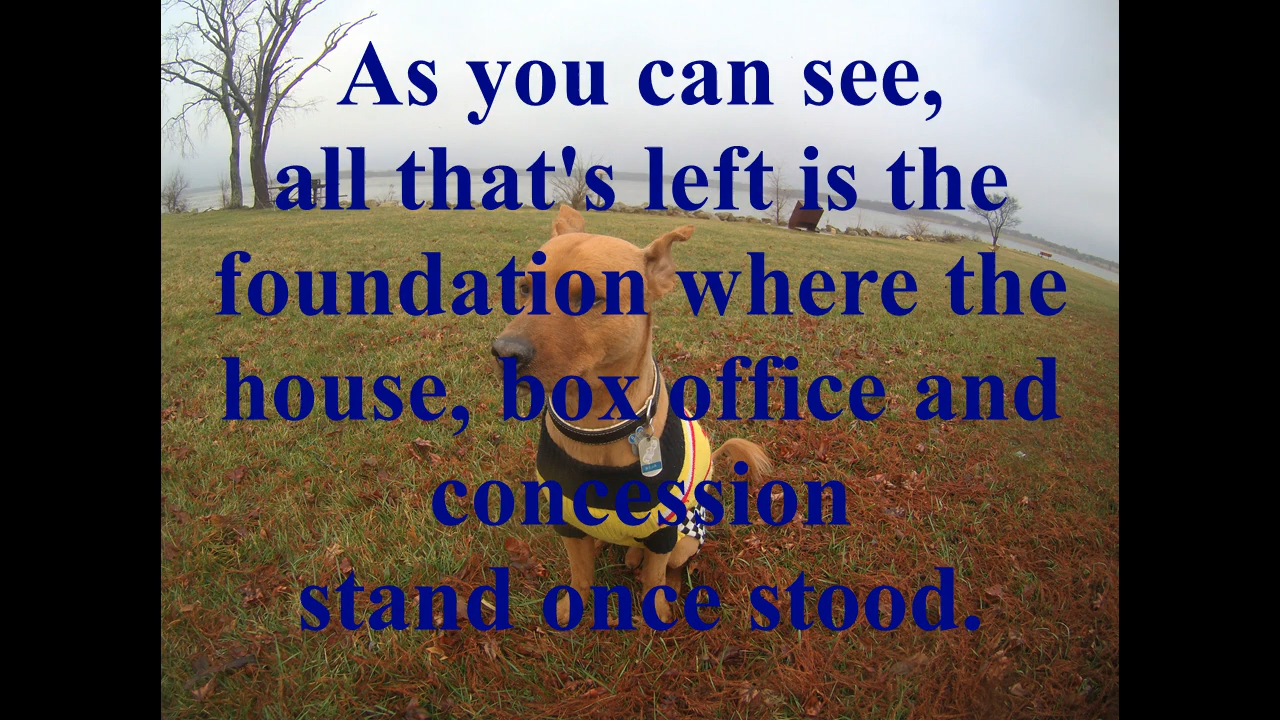 As you can see,
all that's left is the
foundation where the
house, box office and
concession
stand once stood.